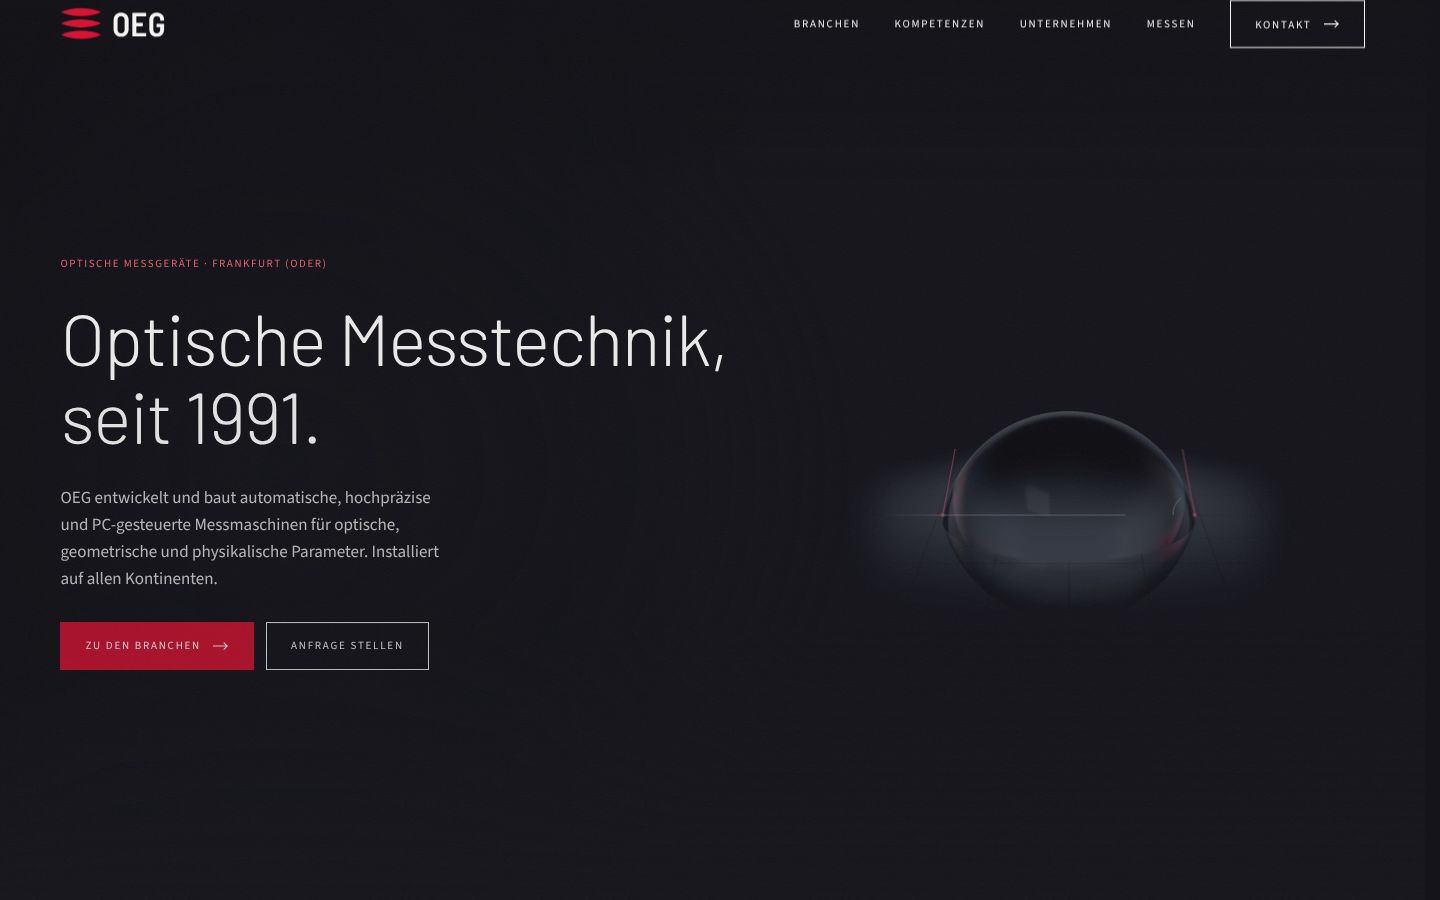 OEG
BRANCHEN
KOMPETENZEN
UNTERNEHMEN
MESSEN
KONTAKT →
OPTISCHE MESSGERÄTE · FRANKFURT (ODER)
Optische Messtechnik,
seit 1991.
OEG entwickelt und baut automatische, hochpräzise
und PC-gesteuerte Messmaschinen für optische,
geometrische und physikalische Parameter. Installiert
auf allen Kontinenten.
ZU DEN BRANCHEN →
ANFRAGE STELLEN